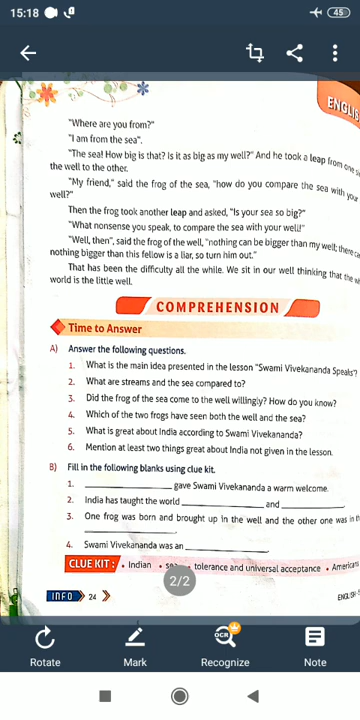 15:18
45
ENGLIS
"Where are you from?"
"I am from the sea".
"The sea! How big is that? Is it as big as my well?" And he took a leap from one
the well to the other.
"My friend," said the frog of the sea, "how do you compare the sea with your
well?"
Then the frog took another leap and asked, "Is your sea so big?"
"What nonsense you speak, to compare the sea with your well!"
"Well, then", said the frog of the well, "nothing can be bigger than my well; there
nothing bigger than this fellow is a liar, so turn him out."
That has been the difficulty all the while. We sit in our well thinking that the
world is the little well.
COMPREHENSION
Time to Answer
A) Answer the following questions.
1. What is the main idea presented in the lesson "Swami Vivekananda Speaks"?
2. What are streams and the sea compared to?
3. Did the frog of the sea come to the well willingly? How do you know?
4. Which of the two frogs have seen both the well and the sea?
5. What is great about India according to Swami Vivekananda?
6. Mention at least two things great about India not given in the lesson.
B) Fill in the following blanks using clue kit.
1. ____________ gave Swami Vivekananda a warm welcome.
2. India has taught the world ____________ and ____________.
3. One frog was born and brought up in the well and the other one was in
____________.
4. Swami Vivekananda was an ____________.
CLUE KIT : • Indian • tolerance and universal acceptance • American
2/2
INFO 24
ENGLISH-5
Rotate
Mark
OCR
Recognize
Note